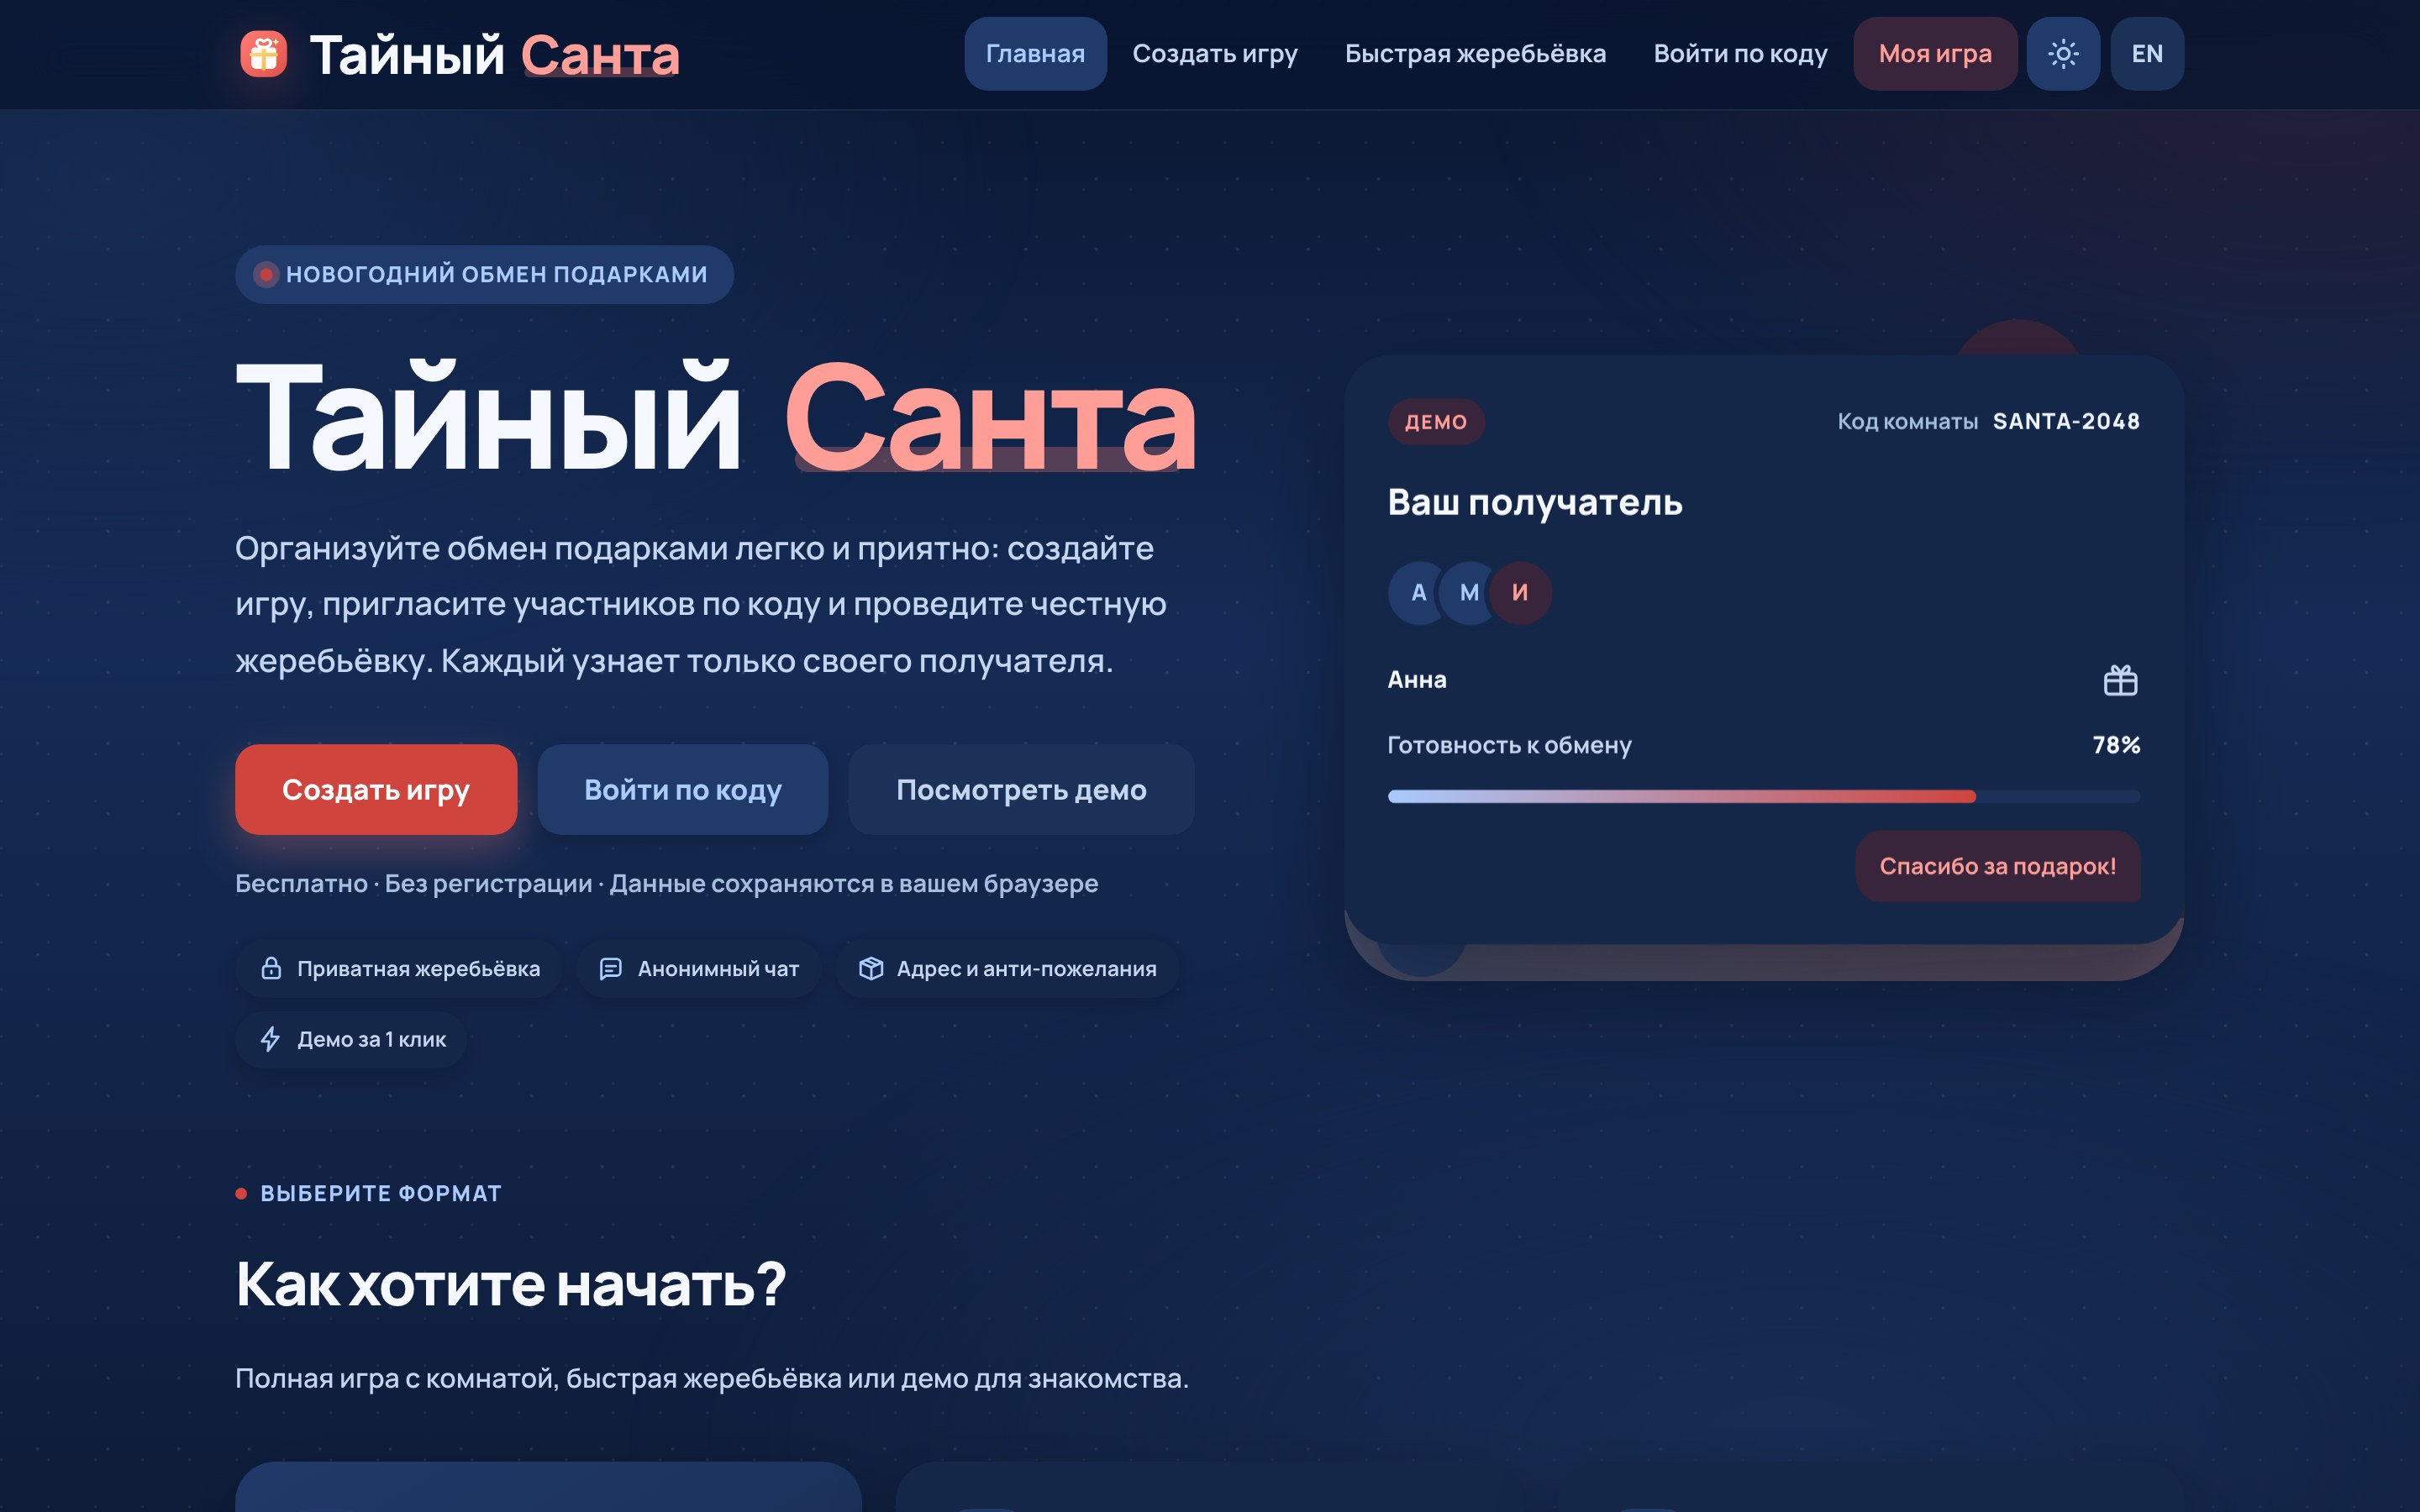 Тайный Санта
Главная
Создать игру
Быстрая жеребьёвка
Войти по коду
Моя игра
EN
НОВОГОДНИЙ ОБМЕН ПОДАРКАМИ
Тайный Санта
Организуйте обмен подарками легко и приятно: создайте
игру, пригласите участников по коду и проведите честную
жеребьёвку. Каждый узнает только своего получателя.
Создать игру
Войти по коду
Посмотреть демо
Бесплатно · Без регистрации · Данные сохраняются в вашем браузере
Приватная жеребьёвка
Анонимный чат
Адрес и анти-пожелания
Демо за 1 клик
ДЕМО
Код комнаты SANTA-2048
Ваш получатель
А
М
И
Анна
Готовность к обмену
78%
Спасибо за подарок!
ВЫБЕРИТЕ ФОРМАТ
Как хотите начать?
Полная игра с комнатой, быстрая жеребьёвка или демо для знакомства.